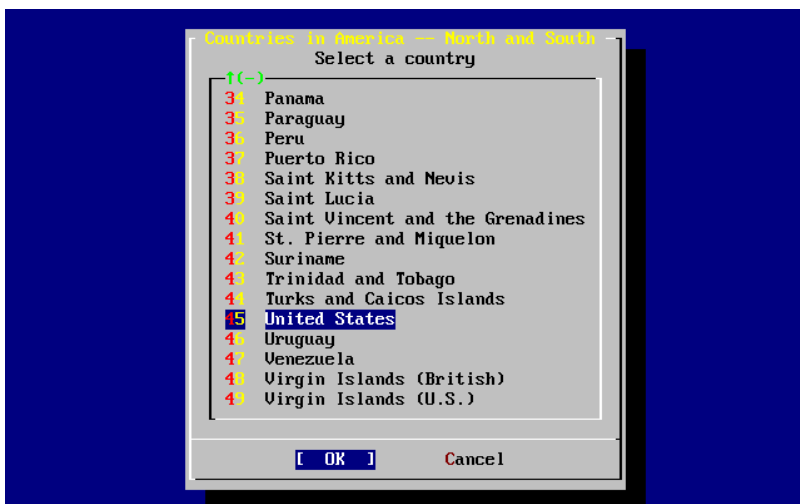 Countries in America -- North and South
Select a country
↑(-)
34 Panama
35 Paraguay
36 Peru
37 Puerto Rico
38 Saint Kitts and Nevis
39 Saint Lucia
40 Saint Vincent and the Grenadines
41 St. Pierre and Miquelon
42 Suriname
43 Trinidad and Tobago
44 Turks and Caicos Islands
45 United States
46 Uruguay
47 Venezuela
48 Virgin Islands (British)
49 Virgin Islands (U.S.)
[ OK ] Cancel